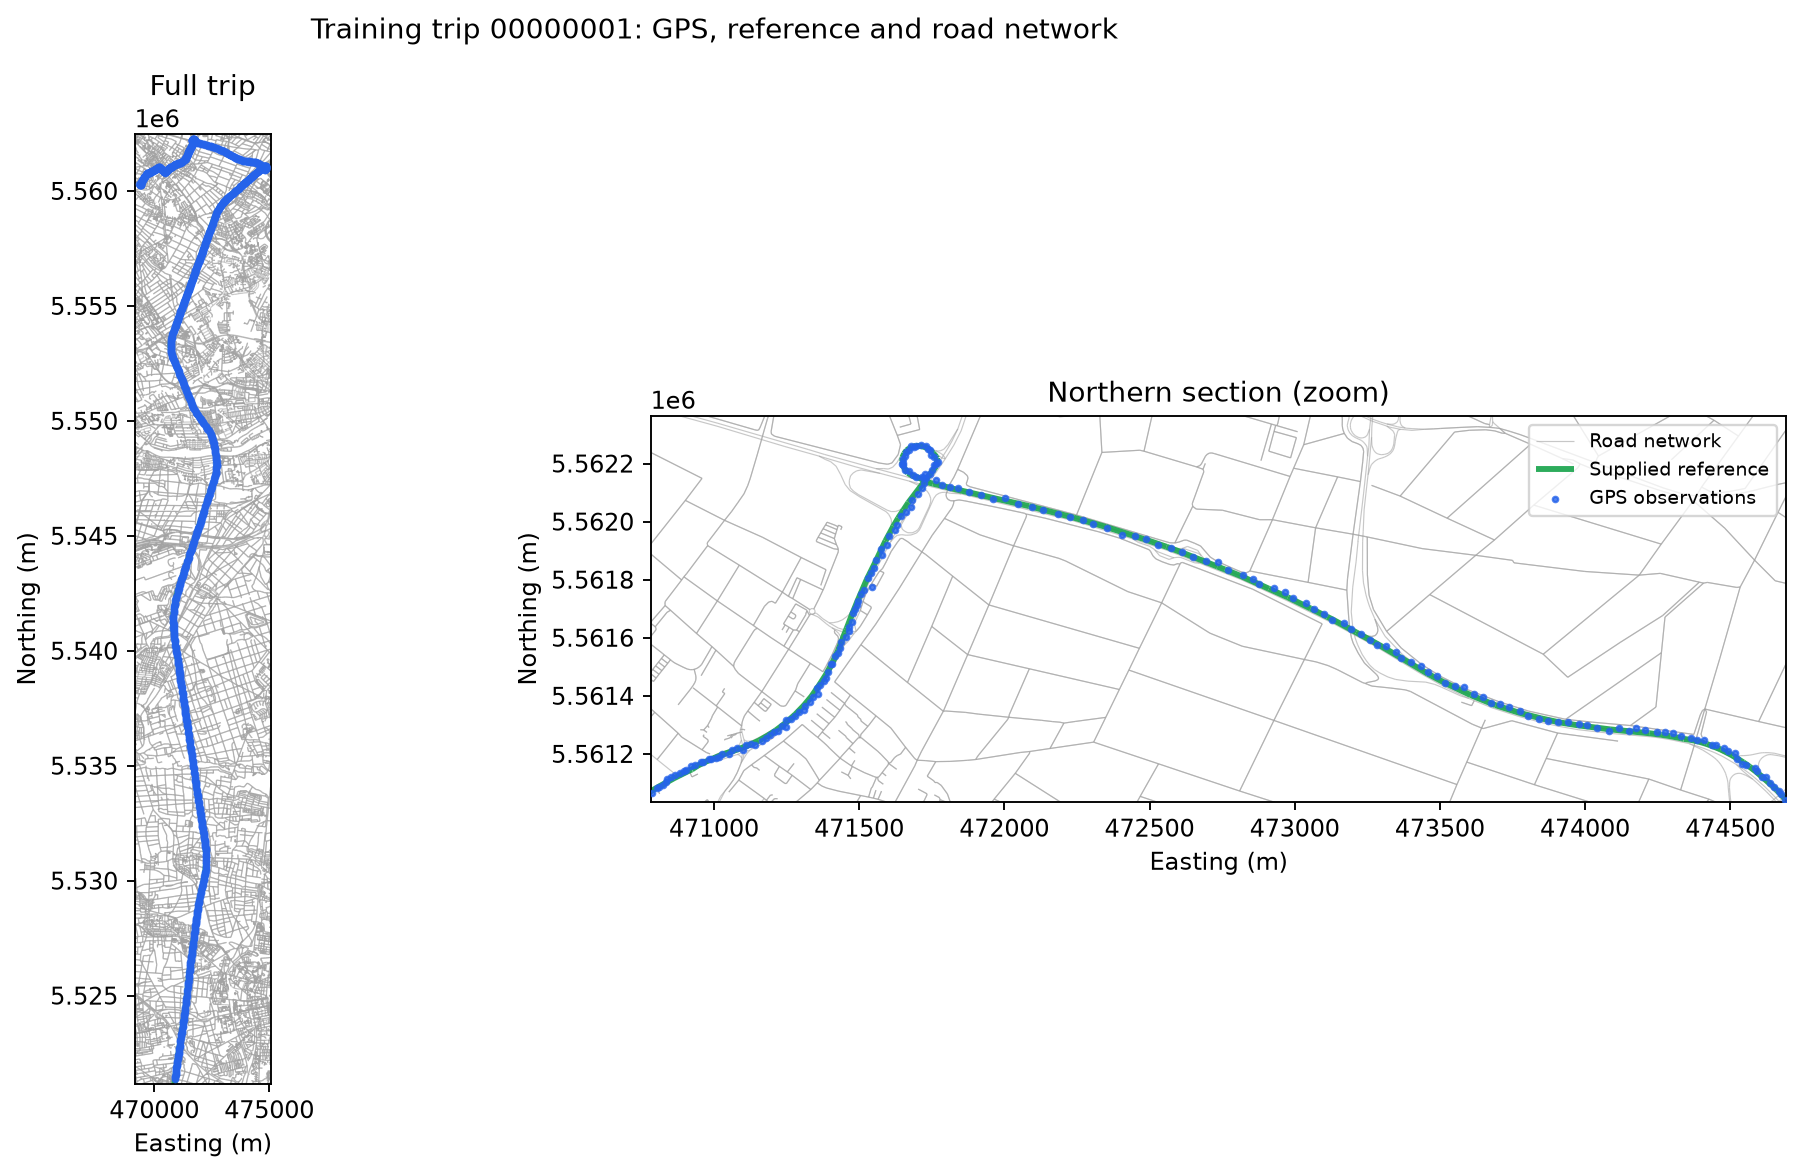 Training trip 00000001: GPS, reference and road network
Full trip
1e6
5.560
5.555
5.550
5.545
5.540
5.535
5.530
5.525
Northing (m)
470000 475000
Easting (m)
Northern section (zoom)
1e6
Road network
Supplied reference
GPS observations
5.5622
5.5620
5.5618
5.5616
5.5614
5.5612
Northing (m)
471000 471500 472000 472500 473000 473500 474000 474500
Easting (m)